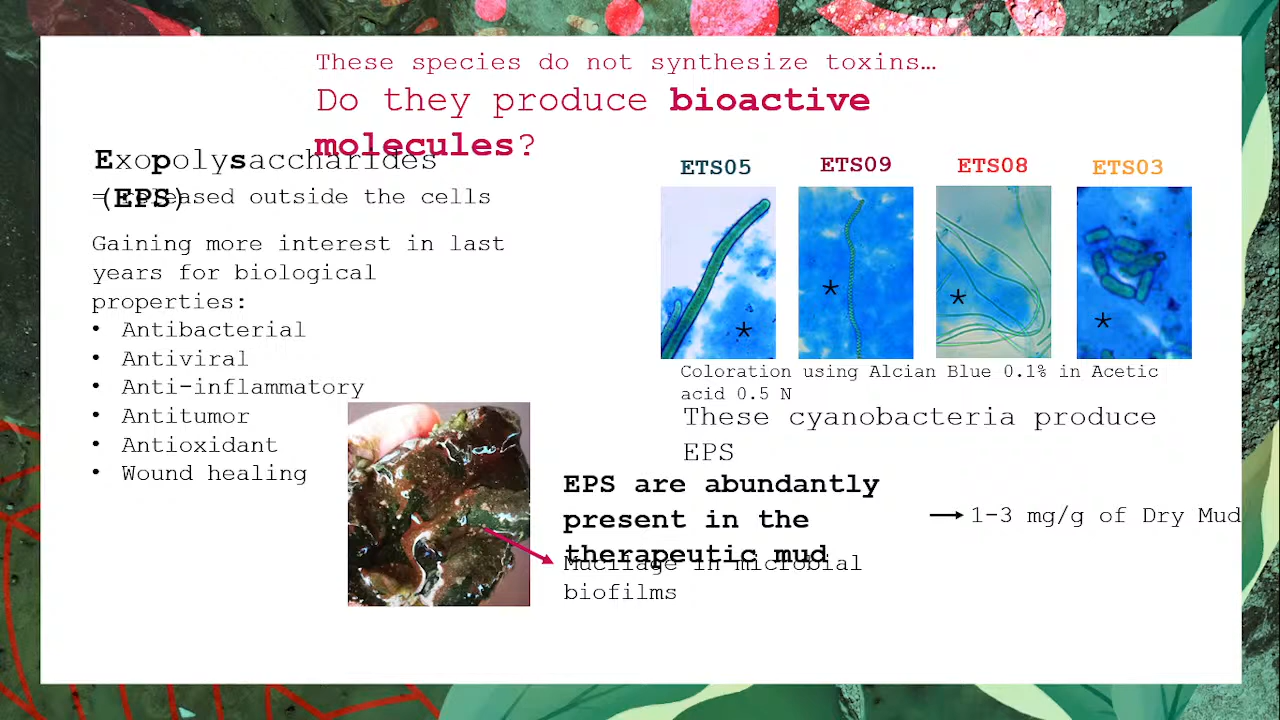 These species do not synthesize toxins…
Do they produce bioactive
molecules?
Exopolysaccharides
(EPS)
= released outside the cells
Gaining more interest in last
years for biological
properties:
• Antibacterial
• Antiviral
• Anti-inflammatory
• Antitumor
• Antioxidant
• Wound healing
ETS05 ETS09 ETS08 ETS03
* * * *
Coloration using Alcian Blue 0.1% in Acetic
acid 0.5 N
These cyanobacteria produce
EPS
EPS are abundantly
present in the
therapeutic mud
1-3 mg/g of Dry Mud
Mucilage in microbial
biofilms